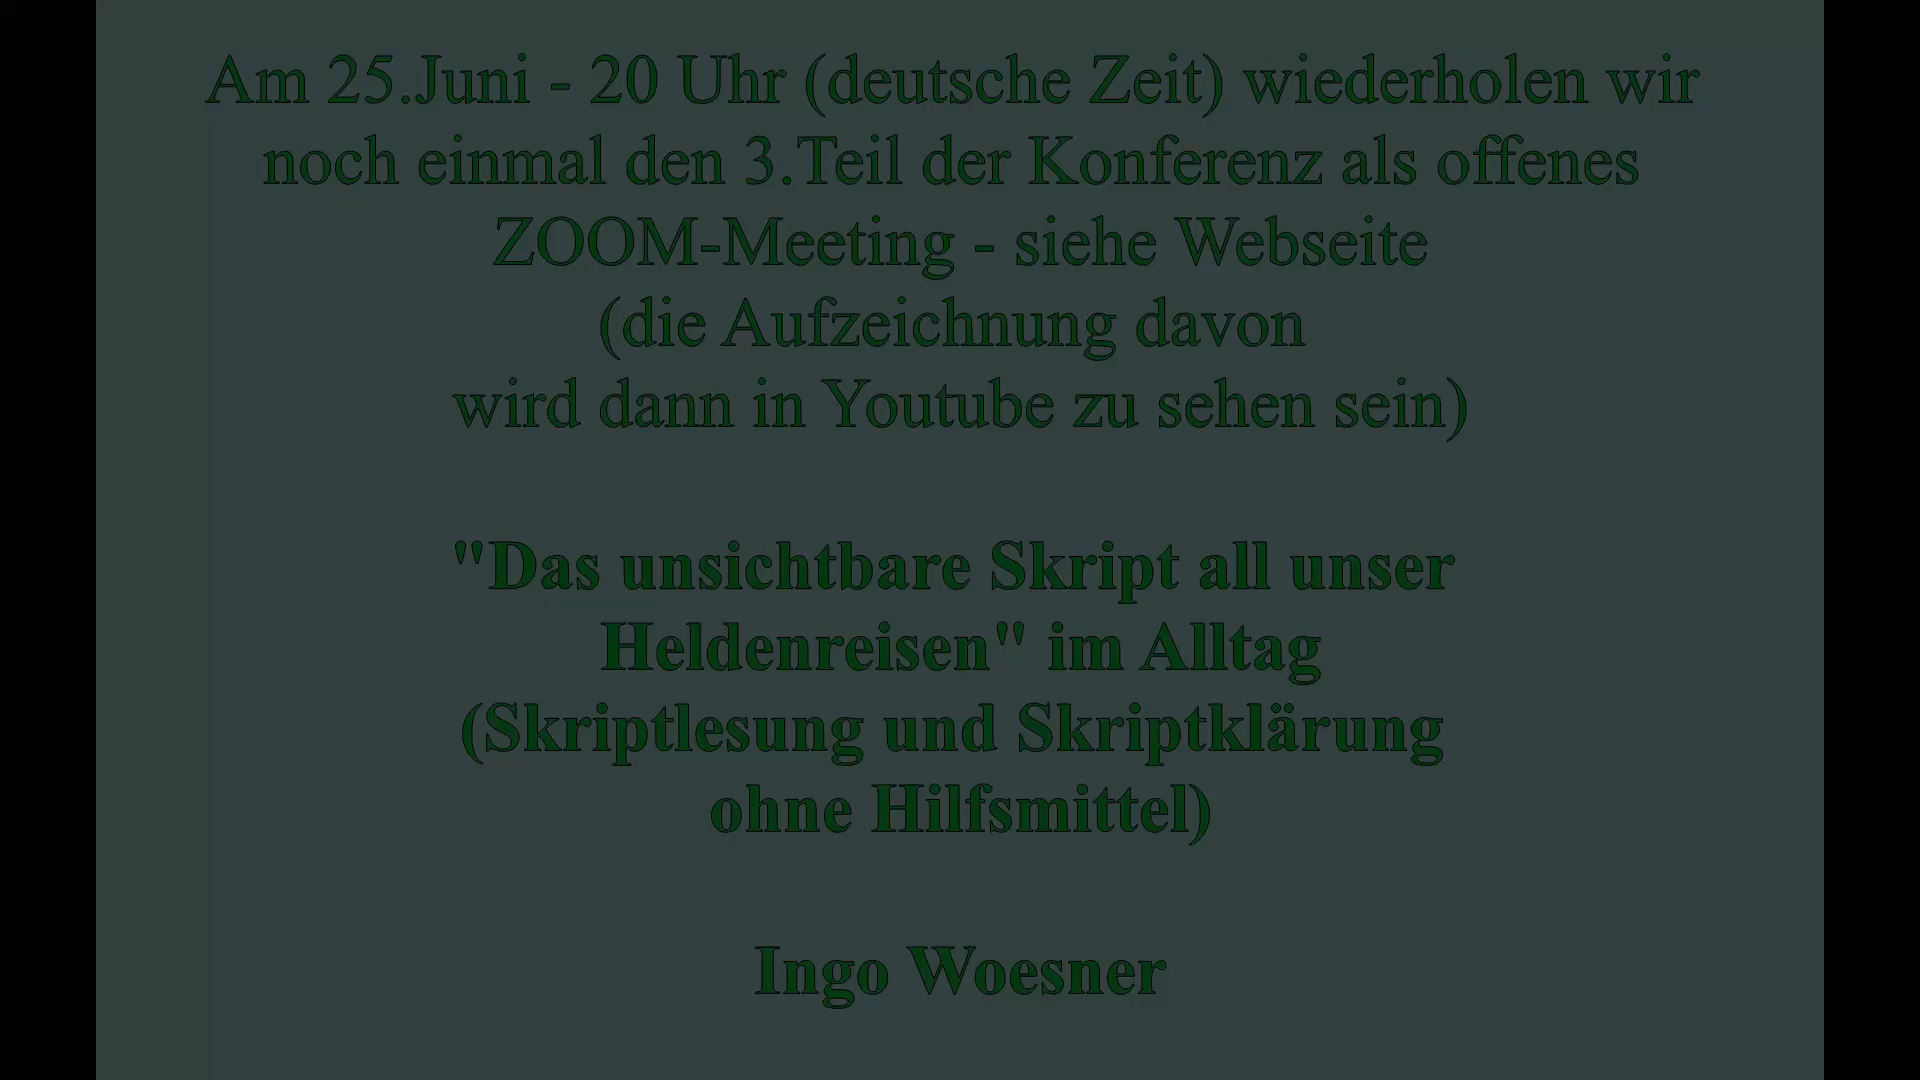 Am 25.Juni - 20 Uhr (deutsche Zeit) wiederholen wir
noch einmal den 3.Teil der Konferenz als offenes
ZOOM-Meeting - siehe Webseite
(die Aufzeichnung davon
wird dann in Youtube zu sehen sein)
"Das unsichtbare Skript all unser
Heldenreisen" im Alltag
(Skriptlesung und Skriptklärung
ohne Hilfsmittel)
Ingo Woesner